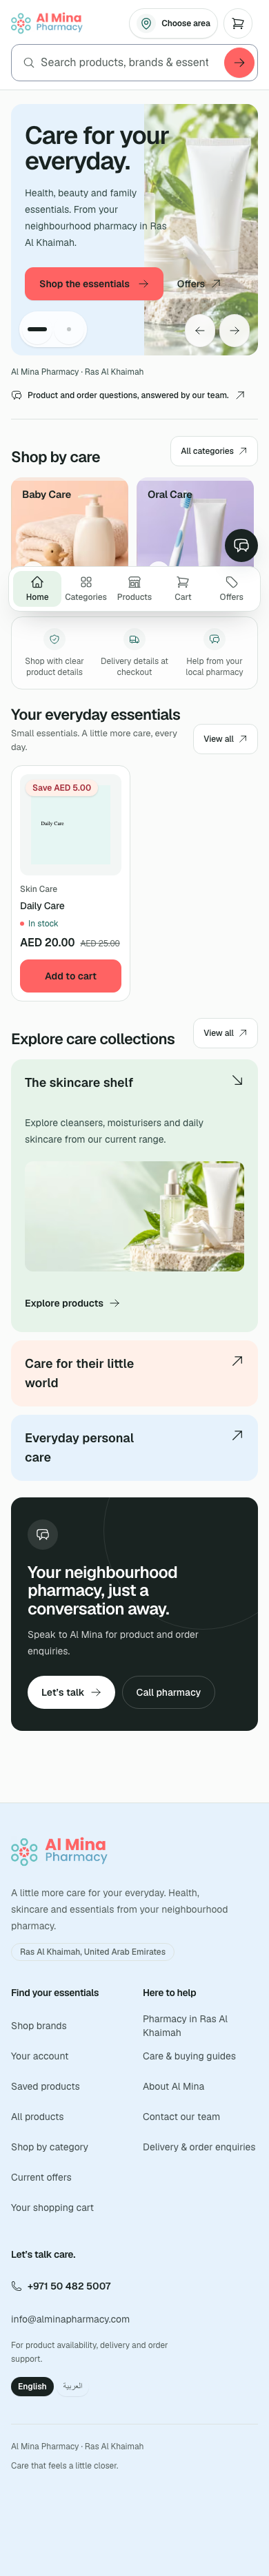 Al Mina
Pharmacy
Choose area
Search products, brands & essent
Care for your
everyday.
Health, beauty and family
essentials. From your
neighbourhood pharmacy in Ras
Al Khaimah.
Shop the essentials
Offers
Al Mina Pharmacy · Ras Al Khaimah
Product and order questions, answered by our team.
Shop by care
All categories
Baby Care
Oral Care
Home
Categories
Products
Cart
Offers
Shop with clear
product details
Delivery details at
checkout
Help from your
local pharmacy
Your everyday essentials
Small essentials. A little more care, every
day.
View all
Save AED 5.00
Daily Care
Skin Care
Daily Care
In stock
AED 20.00 AED 25.00
Add to cart
Explore care collections
View all
The skincare shelf
Explore cleansers, moisturisers and daily
skincare from our current range.
Explore products
Care for their little
world
Everyday personal
care
Your neighbourhood
pharmacy, just a
conversation away.
Speak to Al Mina for product and order
enquiries.
Let's talk
Call pharmacy
Al Mina
Pharmacy
A little more care for your everyday. Health,
skincare and essentials from your neighbourhood
pharmacy.
Ras Al Khaimah, United Arab Emirates
Find your essentials
Shop brands
Your account
Saved products
All products
Shop by category
Current offers
Your shopping cart
Here to help
Pharmacy in Ras Al
Khaimah
Care & buying guides
About Al Mina
Contact our team
Delivery & order enquiries
Let's talk care.
+971 50 482 5007
info@alminapharmacy.com
For product availability, delivery and order
support.
English
العربية
Al Mina Pharmacy · Ras Al Khaimah
Care that feels a little closer.